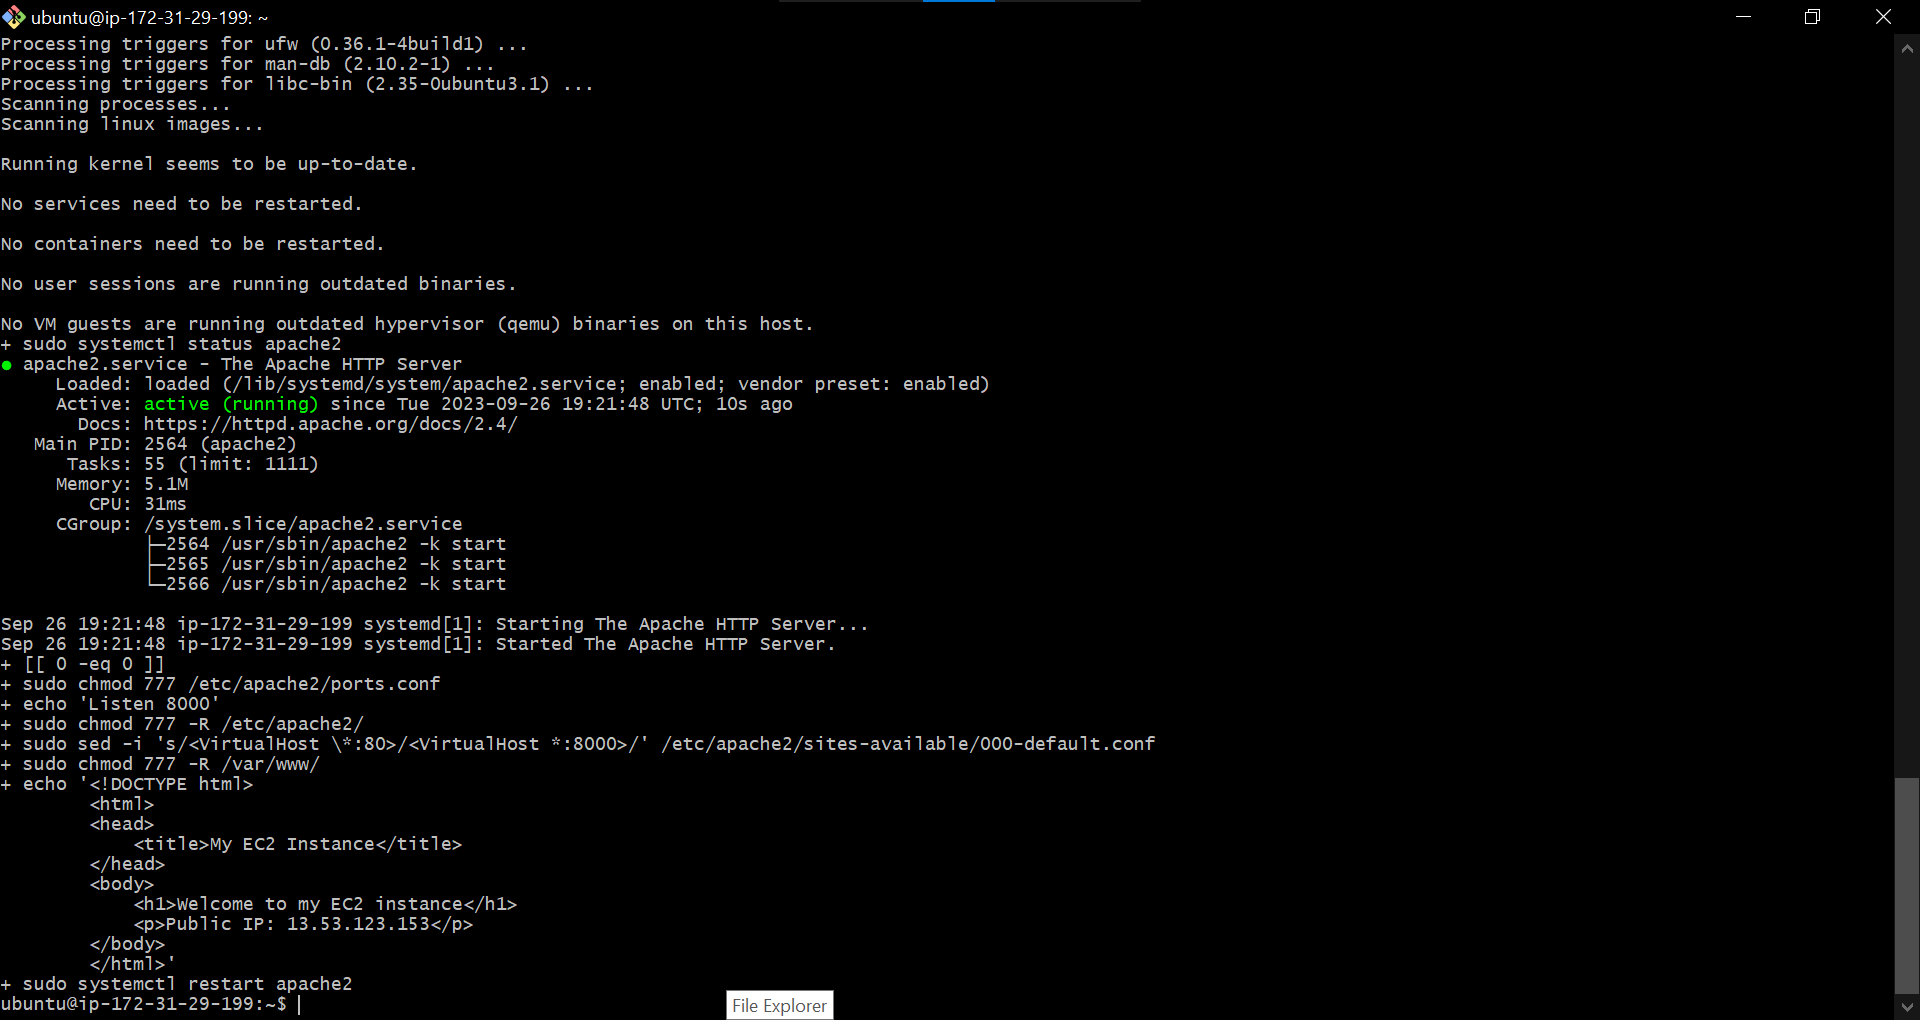 ubuntu@ip-172-31-29-199: ~
Processing triggers for ufw (0.36.1-4build1) ...
Processing triggers for man-db (2.10.2-1) ...
Processing triggers for libc-bin (2.35-0ubuntu3.1) ...
Scanning processes...
Scanning linux images...
Running kernel seems to be up-to-date.
No services need to be restarted.
No containers need to be restarted.
No user sessions are running outdated binaries.
No VM guests are running outdated hypervisor (qemu) binaries on this host.
+ sudo systemctl status apache2
● apache2.service - The Apache HTTP Server
     Loaded: loaded (/lib/systemd/system/apache2.service; enabled; vendor preset: enabled)
     Active: active (running) since Tue 2023-09-26 19:21:48 UTC; 10s ago
       Docs: https://httpd.apache.org/docs/2.4/
   Main PID: 2564 (apache2)
      Tasks: 55 (limit: 1111)
     Memory: 5.1M
        CPU: 31ms
     CGroup: /system.slice/apache2.service
             ├─2564 /usr/sbin/apache2 -k start
             ├─2565 /usr/sbin/apache2 -k start
             └─2566 /usr/sbin/apache2 -k start
Sep 26 19:21:48 ip-172-31-29-199 systemd[1]: Starting The Apache HTTP Server...
Sep 26 19:21:48 ip-172-31-29-199 systemd[1]: Started The Apache HTTP Server.
+ [[ 0 -eq 0 ]]
+ sudo chmod 777 /etc/apache2/ports.conf
+ echo 'Listen 8000'
+ sudo chmod 777 -R /etc/apache2/
+ sudo sed -i 's/<VirtualHost \*:80>/<VirtualHost *:8000>/' /etc/apache2/sites-available/000-default.conf
+ sudo chmod 777 -R /var/www/
+ echo '<!DOCTYPE html>
        <html>
        <head>
            <title>My EC2 Instance</title>
        </head>
        <body>
            <h1>Welcome to my EC2 instance</h1>
            <p>Public IP: 13.53.123.153</p>
        </body>
        </html>'
+ sudo systemctl restart apache2
ubuntu@ip-172-31-29-199:~$
File Explorer